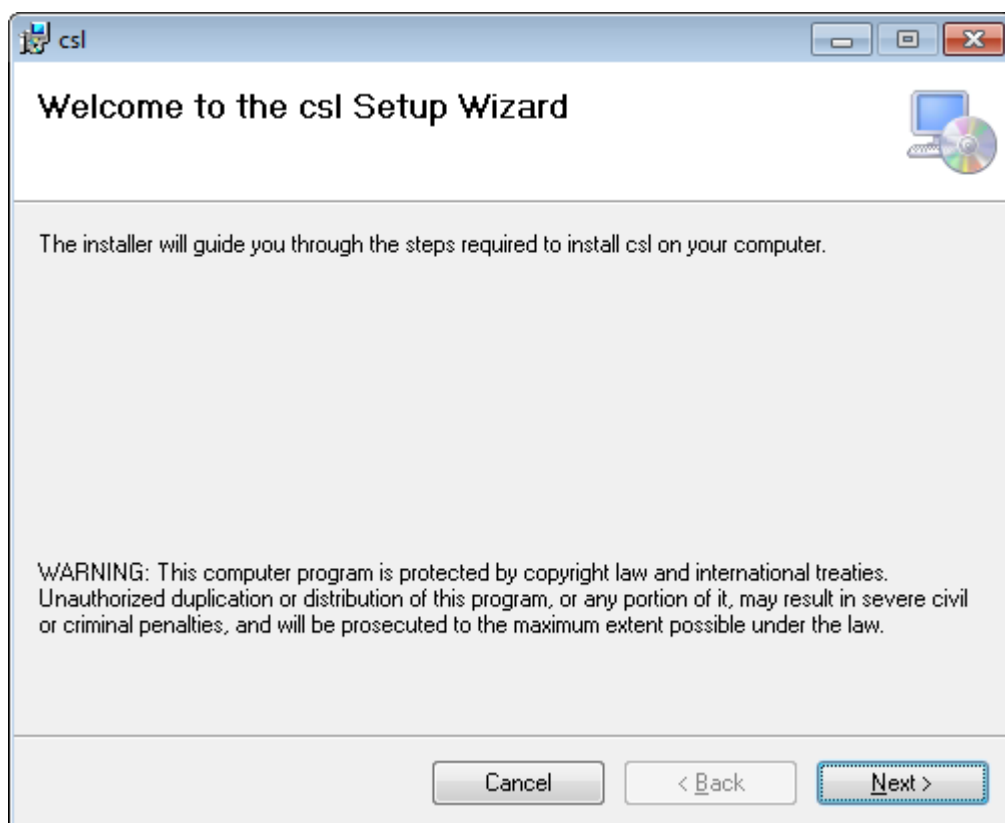 csl
Welcome to the csl Setup Wizard
The installer will guide you through the steps required to install csl on your computer.
WARNING: This computer program is protected by copyright law and international treaties.
Unauthorized duplication or distribution of this program, or any portion of it, may result in severe civil
or criminal penalties, and will be prosecuted to the maximum extent possible under the law.
Cancel
< Back
Next >